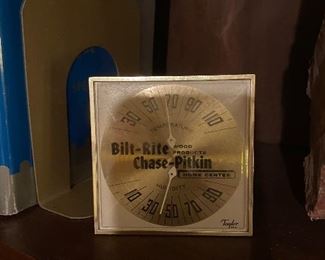 30 50 70 90 110
TEMPERATURE
Bilt-Rite WOOD PRODUCTS
Chase-Pitkin
HOME CENTER
HUMIDITY
10 30 50 70 90
Taylor